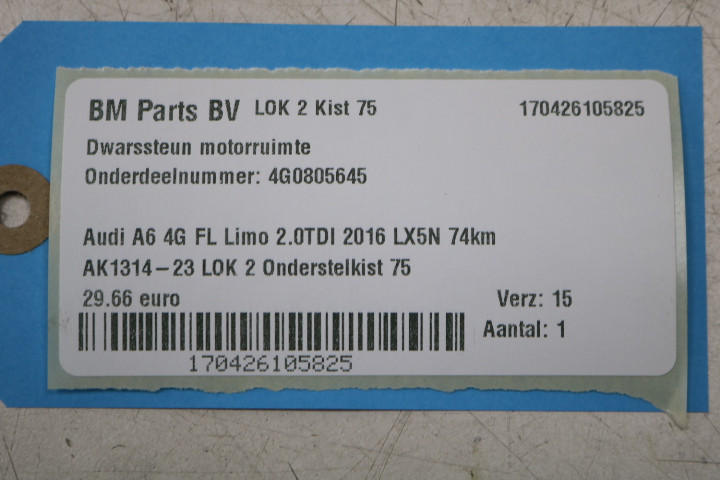 BM Parts BV LOK 2 Kist 75 170426105825
Dwarssteun motorruimte
Onderdeelnummer: 4G0805645
Audi A6 4G FL Limo 2.0TDI 2016 LX5N 74km
AK1314-23 LOK 2 Onderstelkist 75
29.66 euro Verz: 15
Aantal: 1
170426105825